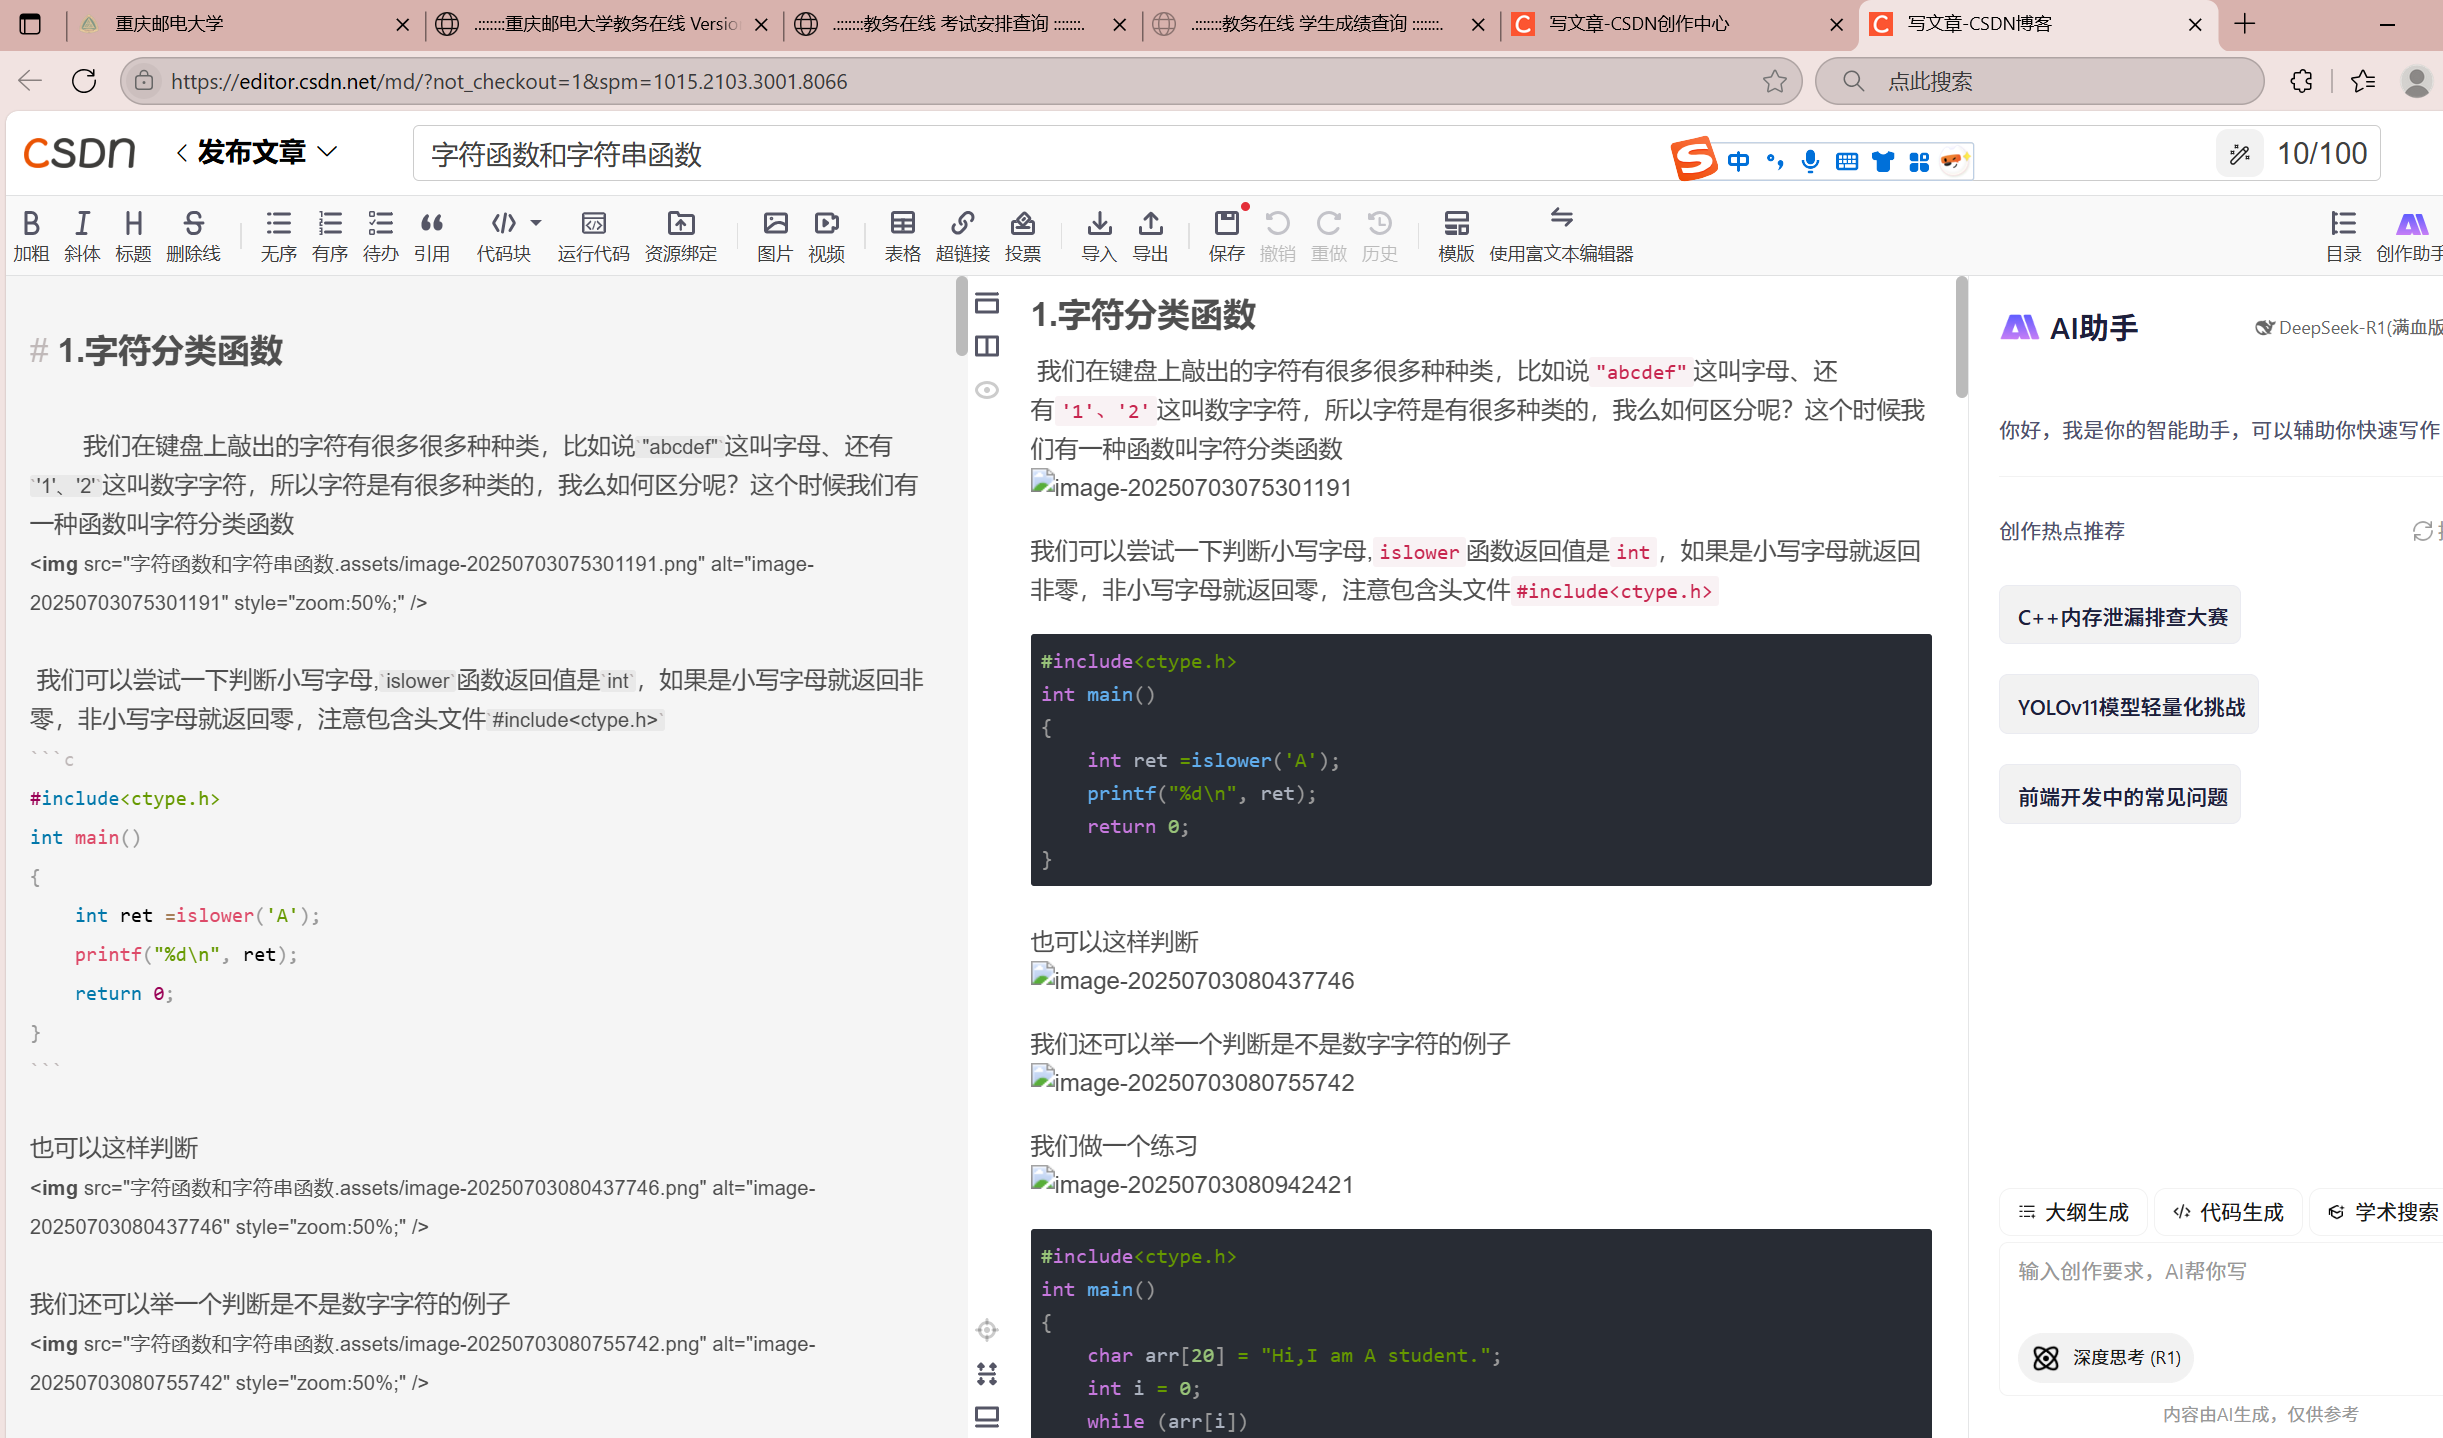 重庆邮电大学
.:::::::重庆邮电大学教务在线 Versio
.:::::::教务在线 考试安排查询 :::::::.
.:::::::教务在线 学生成绩查询 :::::::.
写文章-CSDN创作中心
写文章-CSDN博客
https://editor.csdn.net/md/?not_checkout=1&spm=1015.2103.3001.8066
点此搜索
CSDN
发布文章
字符函数和字符串函数
中
10/100
加粗 斜体 标题 删除线 无序 有序 待办 引用 代码块 运行代码 资源绑定 图片 视频 表格 超链接 投票 导入 导出 保存 撤销 重做 历史 模版 使用富文本编辑器 目录 创作助手
# 1.字符分类函数
我们在键盘上敲出的字符有很多很多种种类，比如说`"abcdef"`这叫字母、还有
`'1'、'2'`这叫数字字符，所以字符是有很多种类的，我么如何区分呢？这个时候我们有
一种函数叫字符分类函数
<img src="字符函数和字符串函数.assets/image-20250703075301191.png" alt="image-
20250703075301191" style="zoom:50%;" />
我们可以尝试一下判断小写字母,`islower`函数返回值是`int`，如果是小写字母就返回非
零，非小写字母就返回零，注意包含头文件`#include<ctype.h>`
```c
#include<ctype.h>
int main()
{
    int ret =islower('A');
    printf("%d\n", ret);
    return 0;
}
```
也可以这样判断
<img src="字符函数和字符串函数.assets/image-20250703080437746.png" alt="image-
20250703080437746" style="zoom:50%;" />
我们还可以举一个判断是不是数字字符的例子
<img src="字符函数和字符串函数.assets/image-20250703080755742.png" alt="image-
20250703080755742" style="zoom:50%;" />
1.字符分类函数
我们在键盘上敲出的字符有很多很多种种类，比如说"abcdef"这叫字母、还
有'1'、'2'这叫数字字符，所以字符是有很多种类的，我么如何区分呢？这个时候我
们有一种函数叫字符分类函数
image-20250703075301191
我们可以尝试一下判断小写字母,islower函数返回值是int，如果是小写字母就返回
非零，非小写字母就返回零，注意包含头文件#include<ctype.h>
#include<ctype.h>
int main()
{
    int ret =islower('A');
    printf("%d\n", ret);
    return 0;
}
也可以这样判断
image-20250703080437746
我们还可以举一个判断是不是数字字符的例子
image-20250703080755742
我们做一个练习
image-20250703080942421
#include<ctype.h>
int main()
{
    char arr[20] = "Hi,I am A student.";
    int i = 0;
    while (arr[i])
AI助手
DeepSeek-R1(满血版
你好，我是你的智能助手，可以辅助你快速写作
创作热点推荐
C++内存泄漏排查大赛
YOLOv11模型轻量化挑战
前端开发中的常见问题
大纲生成 代码生成 学术搜索
输入创作要求，AI帮你写
深度思考 (R1)
内容由AI生成，仅供参考